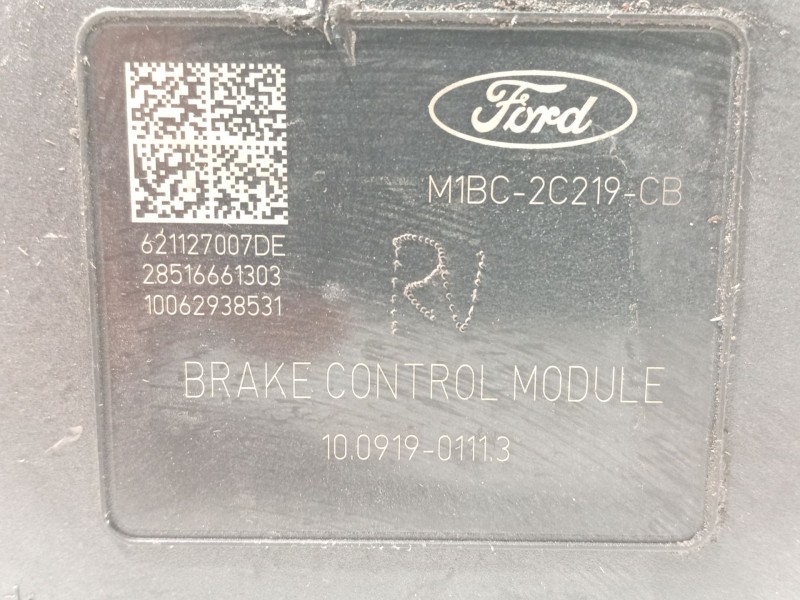 Ford
M1BC-2C219-CB
621127007DE
28516661303
10062938531
RV
BRAKE CONTROL MODULE
10.0919-0111.3